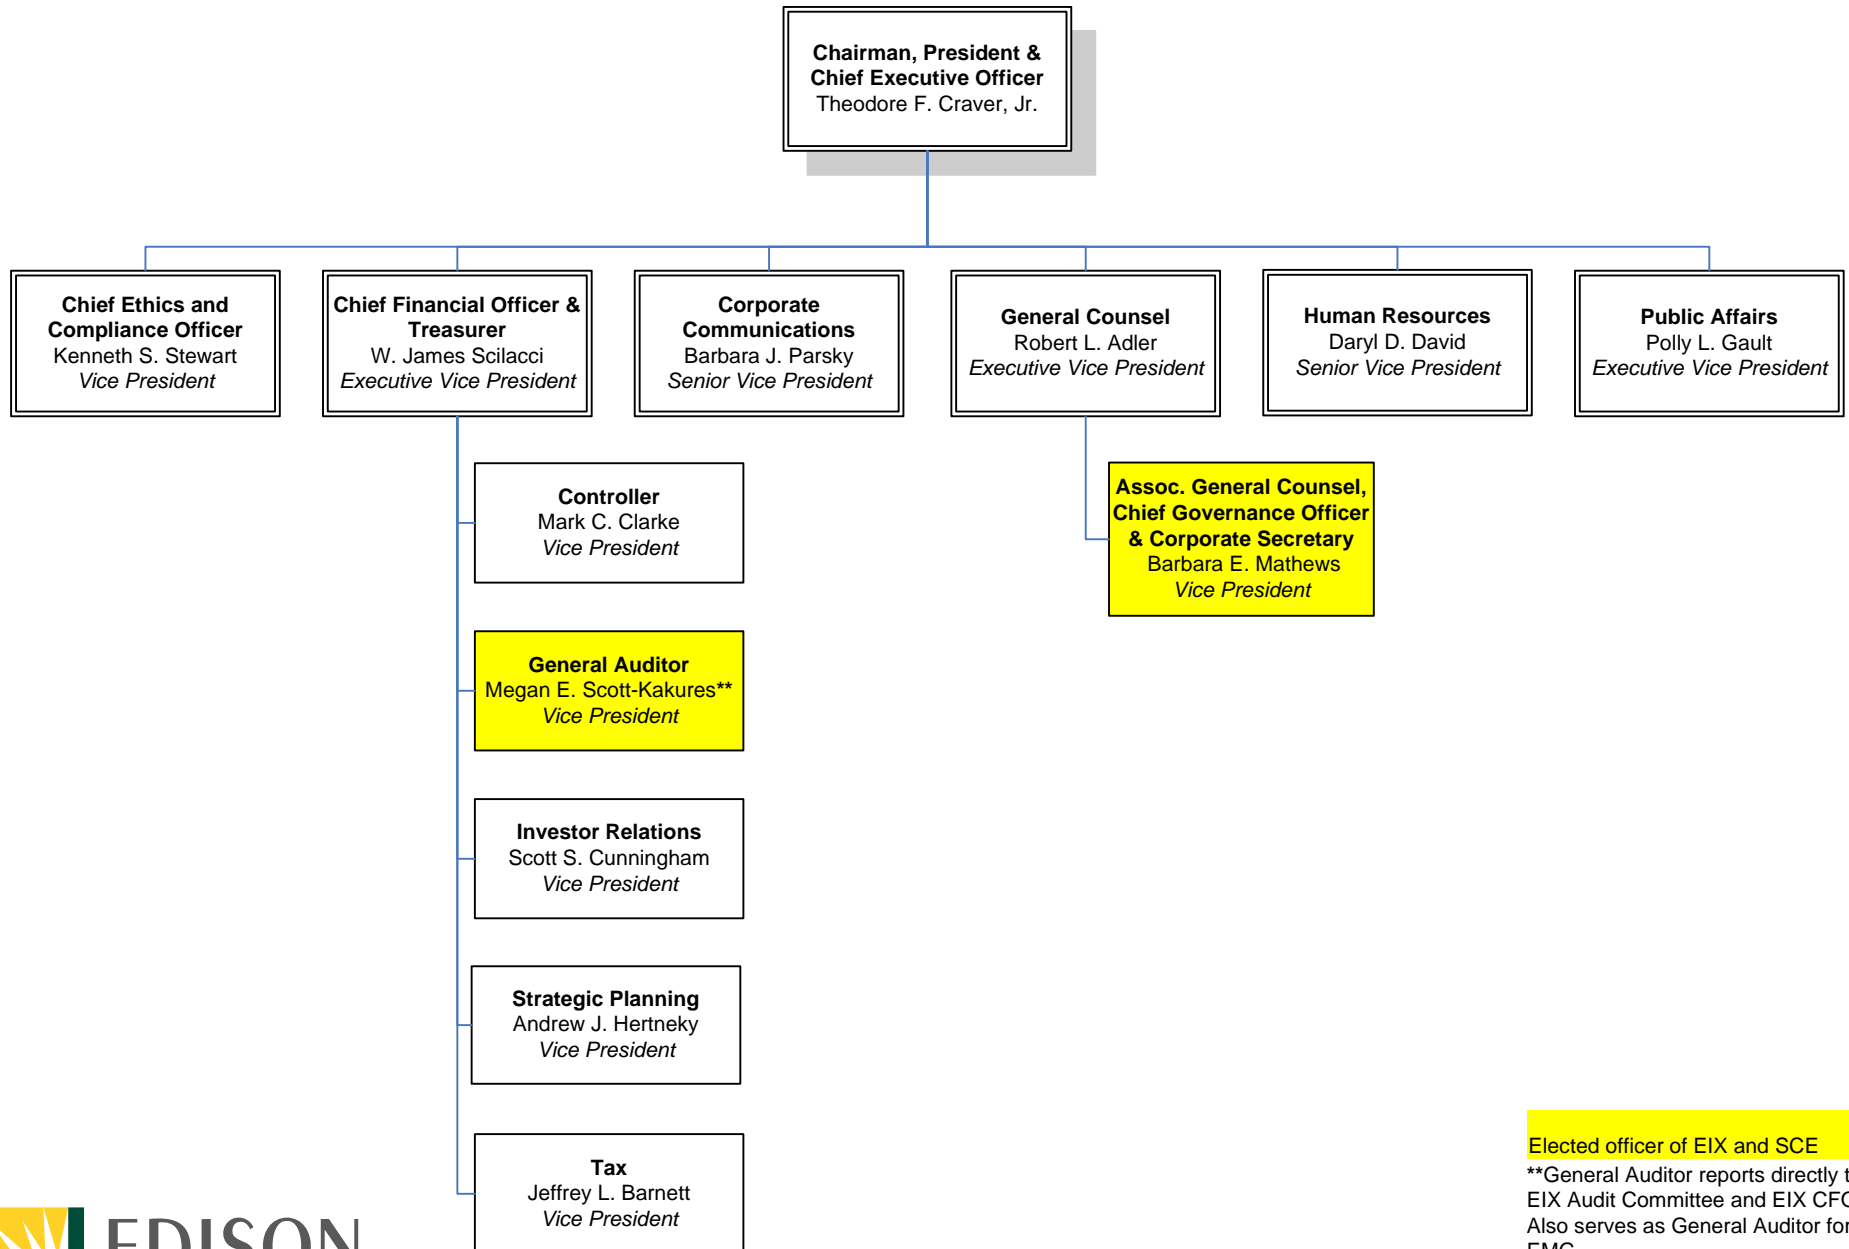 Chairman, President &
Chief Executive Officer
Theodore F. Craver, Jr.
Chief Ethics and
Compliance Officer
Kenneth S. Stewart
Vice President
Chief Financial Officer &
Treasurer
W. James Scilacci
Executive Vice President
Corporate
Communications
Barbara J. Parsky
Senior Vice President
General Counsel
Robert L. Adler
Executive Vice President
Human Resources
Daryl D. David
Senior Vice President
Public Affairs
Polly L. Gault
Executive Vice President
Controller
Mark C. Clarke
Vice President
Assoc. General Counsel,
Chief Governance Officer
& Corporate Secretary
Barbara E. Mathews
Vice President
General Auditor
Megan E. Scott-Kakures**
Vice President
Investor Relations
Scott S. Cunningham
Vice President
Strategic Planning
Andrew J. Hertneky
Vice President
Tax
Jeffrey L. Barnett
Vice President
EDISON
Elected officer of EIX and SCE
**General Auditor reports directly
EIX Audit Committee and EIX CFO
Also serves as General Auditor for